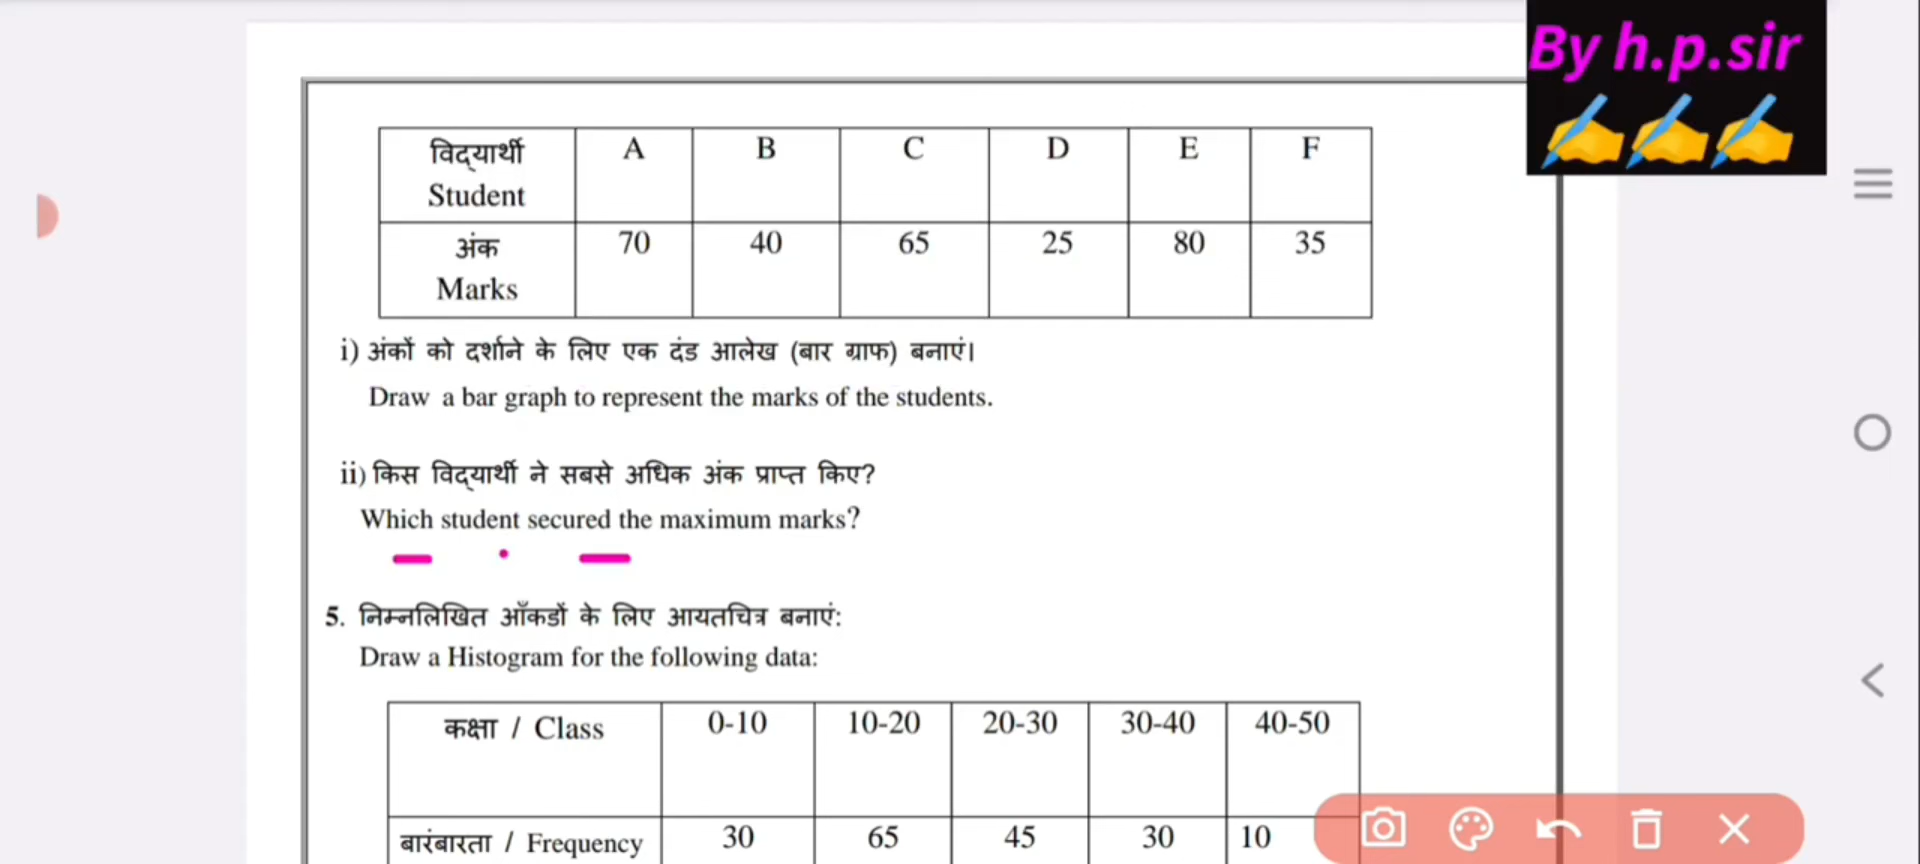 By h.p.sir
विद्यार्थी A B C D E F
Student
अंक 70 40 65 25 80 35
Marks
i) अंकों को दर्शाने के लिए एक दंड आलेख (बार ग्राफ) बनाएं।
Draw a bar graph to represent the marks of the students.
ii) किस विद्यार्थी ने सबसे अधिक अंक प्राप्त किए?
Which student secured the maximum marks?
5. निम्नलिखित आँकडों के लिए आयतचित्र बनाएं:
Draw a Histogram for the following data:
कक्षा / Class 0-10 10-20 20-30 30-40 40-50
बारंबारता / Frequency 30 65 45 30 10